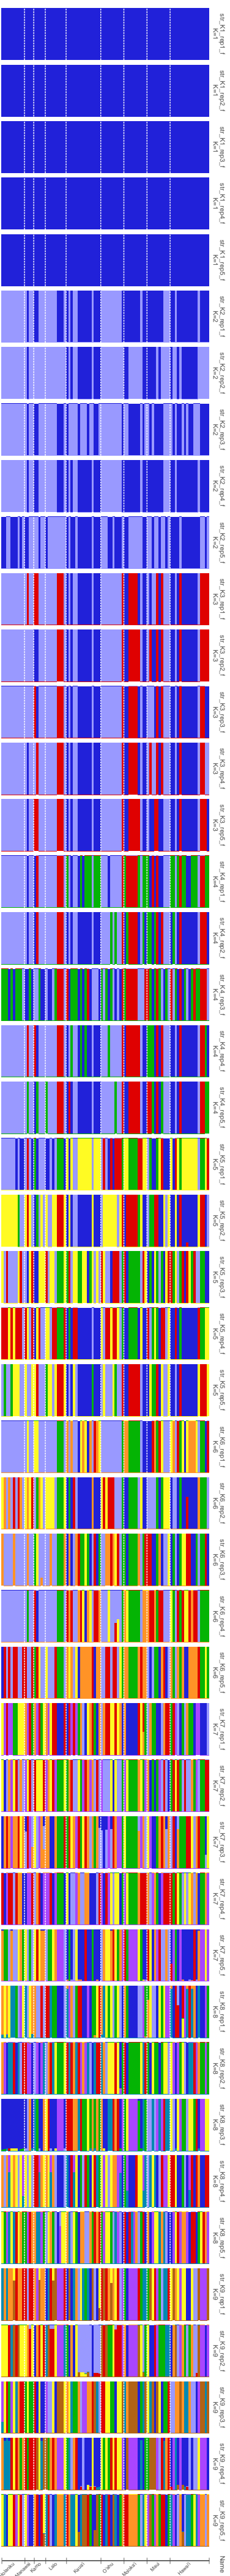 str_K1_rep1_f
K=1
str_K1_rep2_f
K=1
str_K1_rep3_f
K=1
str_K1_rep4_f
K=1
str_K1_rep5_f
K=1
str_K2_rep1_f
K=2
str_K2_rep2_f
K=2
str_K2_rep3_f
K=2
str_K2_rep4_f
K=2
str_K2_rep5_f
K=2
str_K3_rep1_f
K=3
str_K3_rep2_f
K=3
str_K3_rep3_f
K=3
str_K3_rep4_f
K=3
str_K3_rep5_f
K=3
str_K4_rep1_f
K=4
str_K4_rep2_f
K=4
str_K4_rep3_f
K=4
str_K4_rep4_f
K=4
str_K4_rep5_f
K=4
str_K5_rep1_f
K=5
str_K5_rep2_f
K=5
str_K5_rep3_f
K=5
str_K5_rep4_f
K=5
str_K5_rep5_f
K=5
str_K6_rep1_f
K=6
str_K6_rep2_f
K=6
str_K6_rep3_f
K=6
str_K6_rep4_f
K=6
str_K6_rep5_f
K=6
str_K7_rep1_f
K=7
str_K7_rep2_f
K=7
str_K7_rep3_f
K=7
str_K7_rep4_f
K=7
str_K7_rep5_f
K=7
str_K8_rep1_f
K=8
str_K8_rep2_f
K=8
str_K8_rep3_f
K=8
str_K8_rep4_f
K=8
str_K8_rep5_f
K=8
str_K9_rep1_f
K=9
str_K9_rep2_f
K=9
str_K9_rep3_f
K=9
str_K9_rep4_f
K=9
str_K9_rep5_f
K=9
Name
Hawai'i
Maui
Moloka'i
O'ahu
Kaua'i